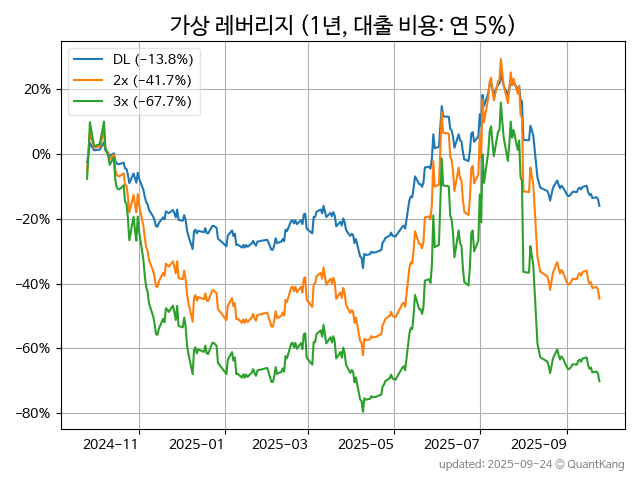 가상 레버리지 (1년, 대출 비용: 연 5%)
DL (−13.8%)
2x (−41.7%)
3x (−67.7%)
20%
0%
−20%
−40%
−60%
−80%
2024-11 2025-01 2025-03 2025-05 2025-07 2025-09
updated: 2025-09-24 © QuantKang